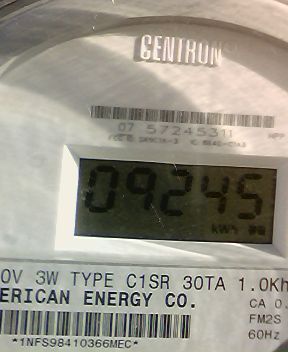 CENTRON
07 57245311
09245
kWh
0V 3W TYPE C1SR 30TA 1.0Kh
ERICAN ENERGY CO.
CA 0.
FM2S
60Hz
*1NFS98410366MEC*